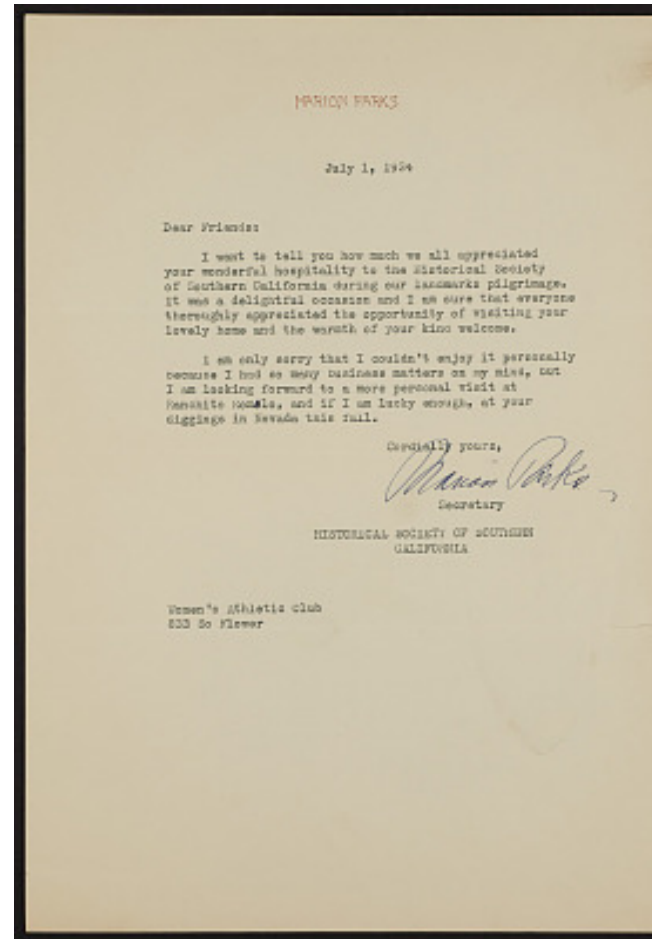 MARION PARKS
July 1, 1934
Dear Friends:
I want to tell you how much we all appreciated
your wonderful hospitality to the Historical Society
of Southern California during our landmarks pilgrimage.
It was a delightful occasion and I am sure that everyone
thoroughly appreciated the opportunity of visiting your
lovely home and the warmth of your kind welcome.
I am only sorry that I couldn't enjoy it personally
because I had so many business matters on my mind, but
I am looking forward to a more personal visit at
Ranchito Romulo, and if I am lucky enough, at your
diggings in Nevada this fall.
Cordially yours,
Marion Parks
Secretary
HISTORICAL SOCIETY OF SOUTHERN
CALIFORNIA
Women's Athletic Club
833 So Flower